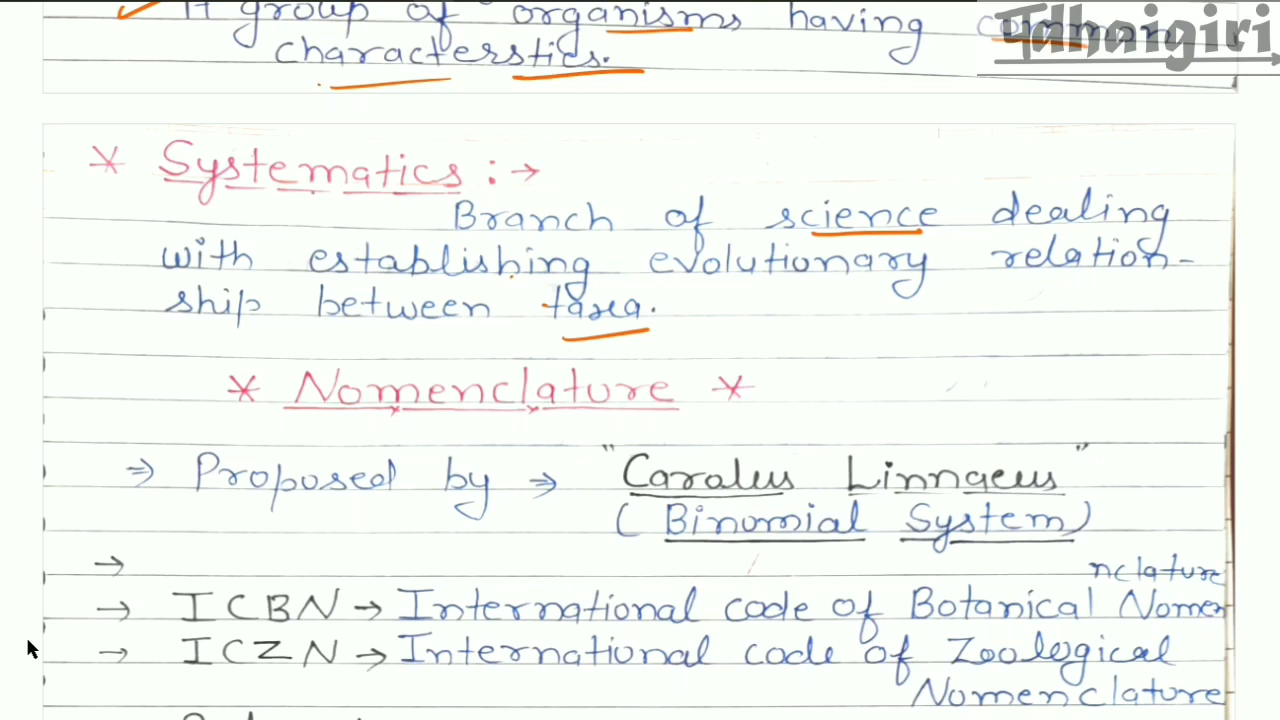 A group of organisms having common
characterstics.
Idhaigiri
* Systematics :→
Branch of science dealing
with establishing evolutionary relation-
ship between taxa.
* Nomenclature *
⇒ Proposed by ⇒ "Caralus Linnaeus"
(Binomial System)
→
→ ICBN → International code of Botanical Nomen
nclature
→ ICZN → International code of Zoological
Nomenclature